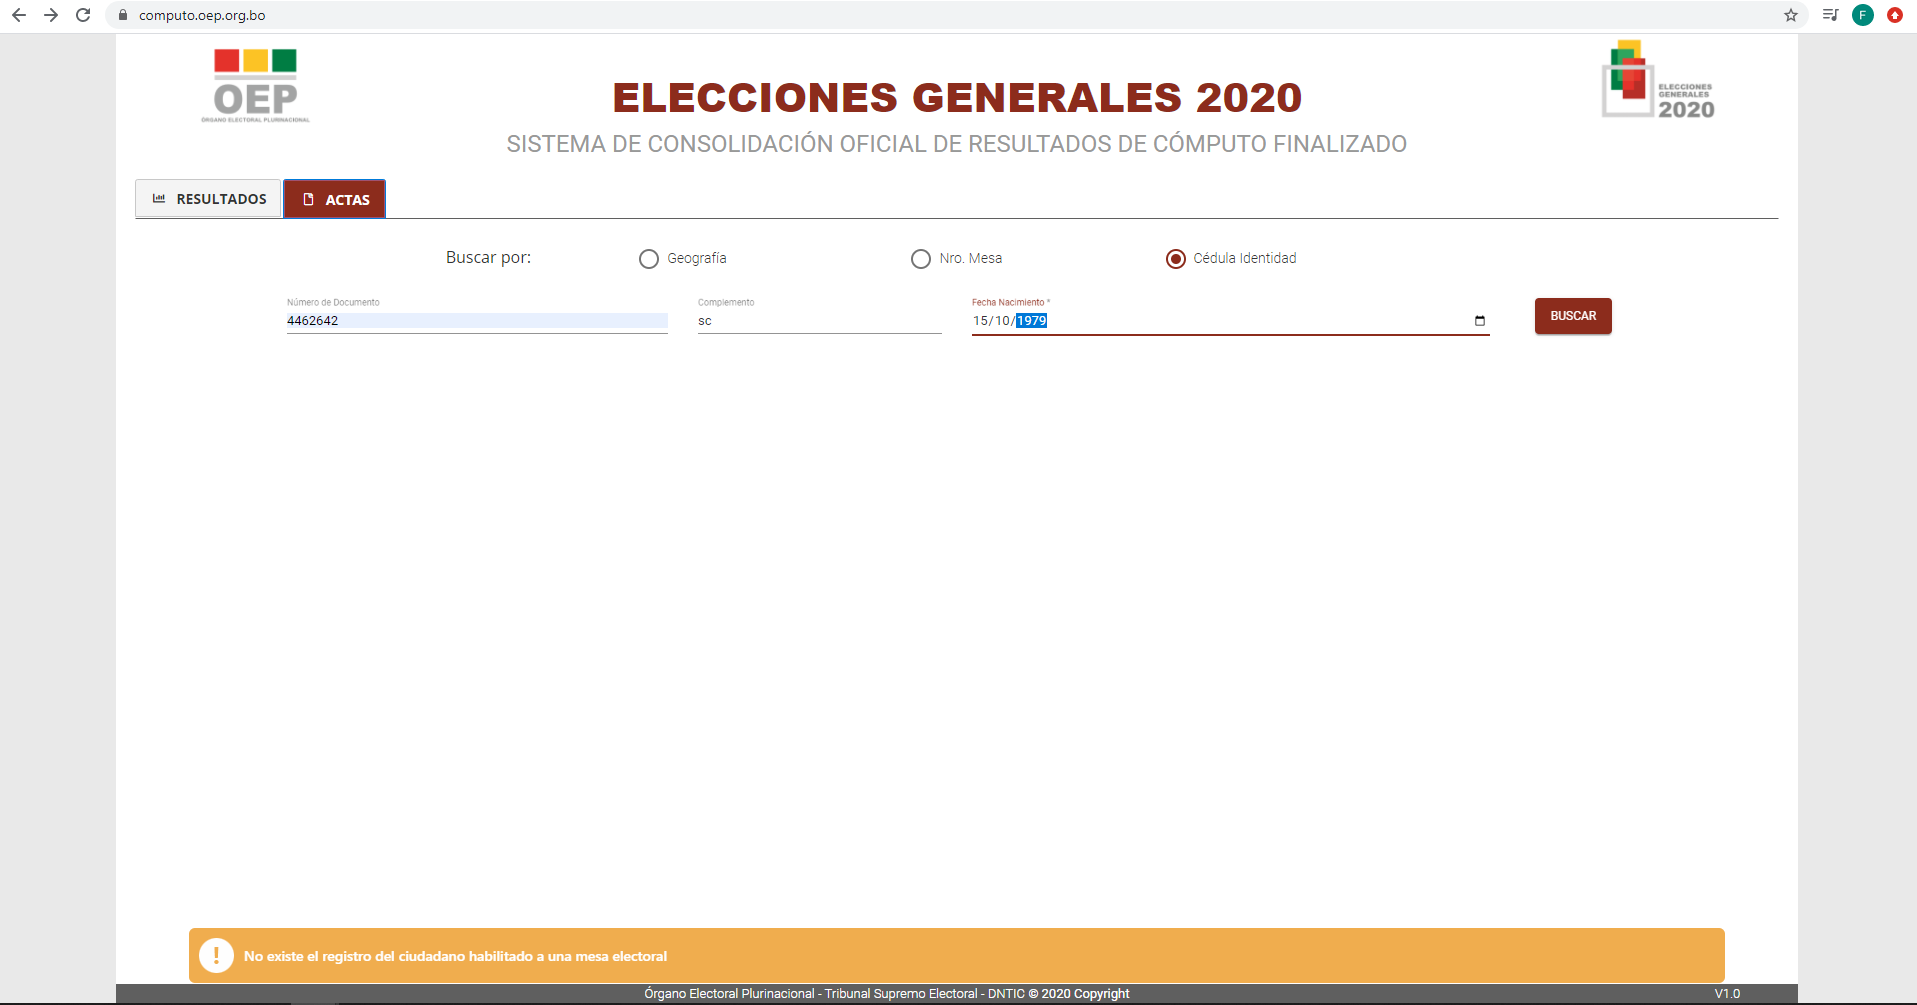 computo.oep.org.bo
F
OEP
ÓRGANO ELECTORAL PLURINACIONAL
ELECCIONES GENERALES 2020
SISTEMA DE CONSOLIDACIÓN OFICIAL DE RESULTADOS DE CÓMPUTO FINALIZADO
ELECCIONES
GENERALES
2020
RESULTADOS
ACTAS
Buscar por:
Geografía
Nro. Mesa
Cédula Identidad
Número de Documento
4462642
Complemento
sc
Fecha Nacimiento *
15/10/1979
BUSCAR
! No existe el registro del ciudadano habilitado a una mesa electoral
Órgano Electoral Plurinacional - Tribunal Supremo Electoral - DNTIC © 2020 Copyright
V1.0